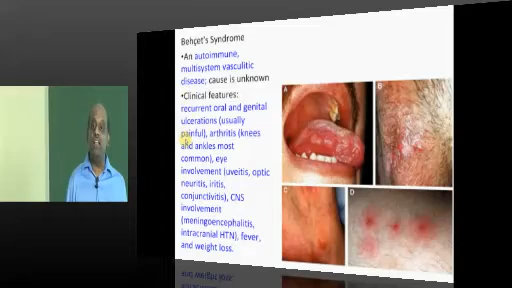 Behçet's Syndrome
•An autoimmune,
multisystem vasculitic
disease; cause is unknown
•Clinical features:
recurrent oral and genital
ulcerations (usually
painful), arthritis (knees
and ankles most
common), eye
involvement (uveitis, optic
neuritis, iritis,
conjunctivitis), CNS
involvement
(meningoencephalitis,
intracranial HTN), fever,
and weight loss.
A
B
C
D